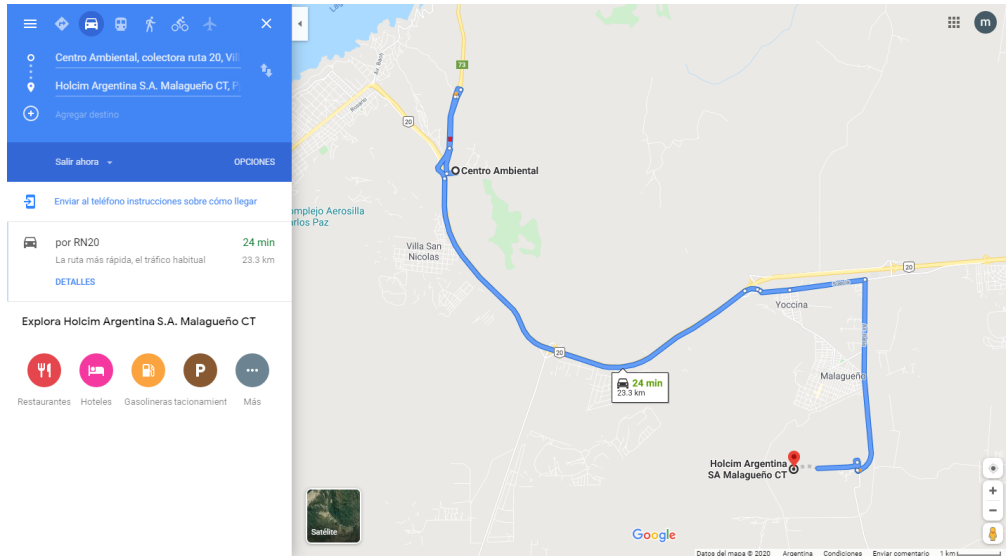 Centro Ambiental, colectora ruta 20, Vil
Holcim Argentina S.A. Malagueño CT, P
Agregar destino
Salir ahora
OPCIONES
Enviar al teléfono instrucciones sobre cómo llegar
por RN20
24 min
La ruta más rápida, el tráfico habitual
23.3 km
DETALLES
Explora Holcim Argentina S.A. Malagueño CT
P
Restaurantes
Hoteles
Gasolineras
tacionamient
Más
m
73
20
Centro Ambiental
mplejo Aerosilla
rlos Paz
Villa San
Nicolas
20
Yoccina
20
24 min
23.3 km
Malagueño
Holcim Argentina
SA Malagueño CT
Satélite
Google
Datos del mapa © 2020
Argentina
Condiciones
Enviar comentario
1 km